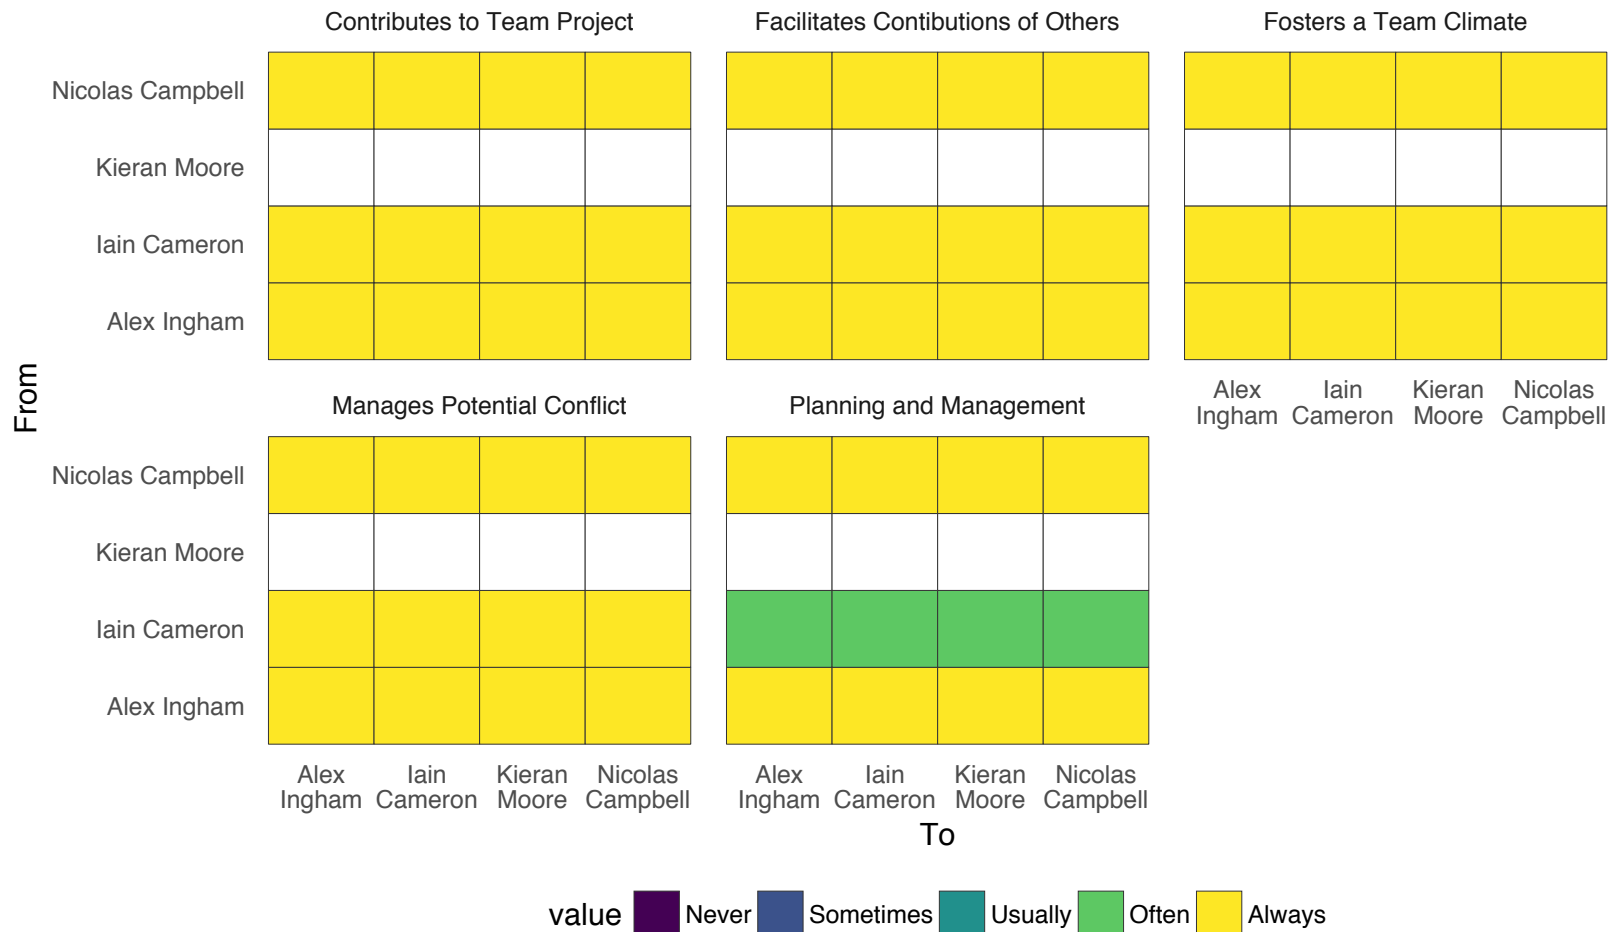 Contributes to Team Project
Facilitates Contibutions of Others
Fosters a Team Climate
Nicolas Campbell
Kieran Moore
Iain Cameron
Alex Ingham
From
Alex Ingham
Iain Cameron
Kieran Moore
Nicolas Campbell
Manages Potential Conflict
Planning and Management
Nicolas Campbell
Kieran Moore
Iain Cameron
Alex Ingham
Alex Ingham
Iain Cameron
Kieran Moore
Nicolas Campbell
Alex Ingham
Iain Cameron
Kieran Moore
Nicolas Campbell
To
value Never Sometimes Usually Often Always